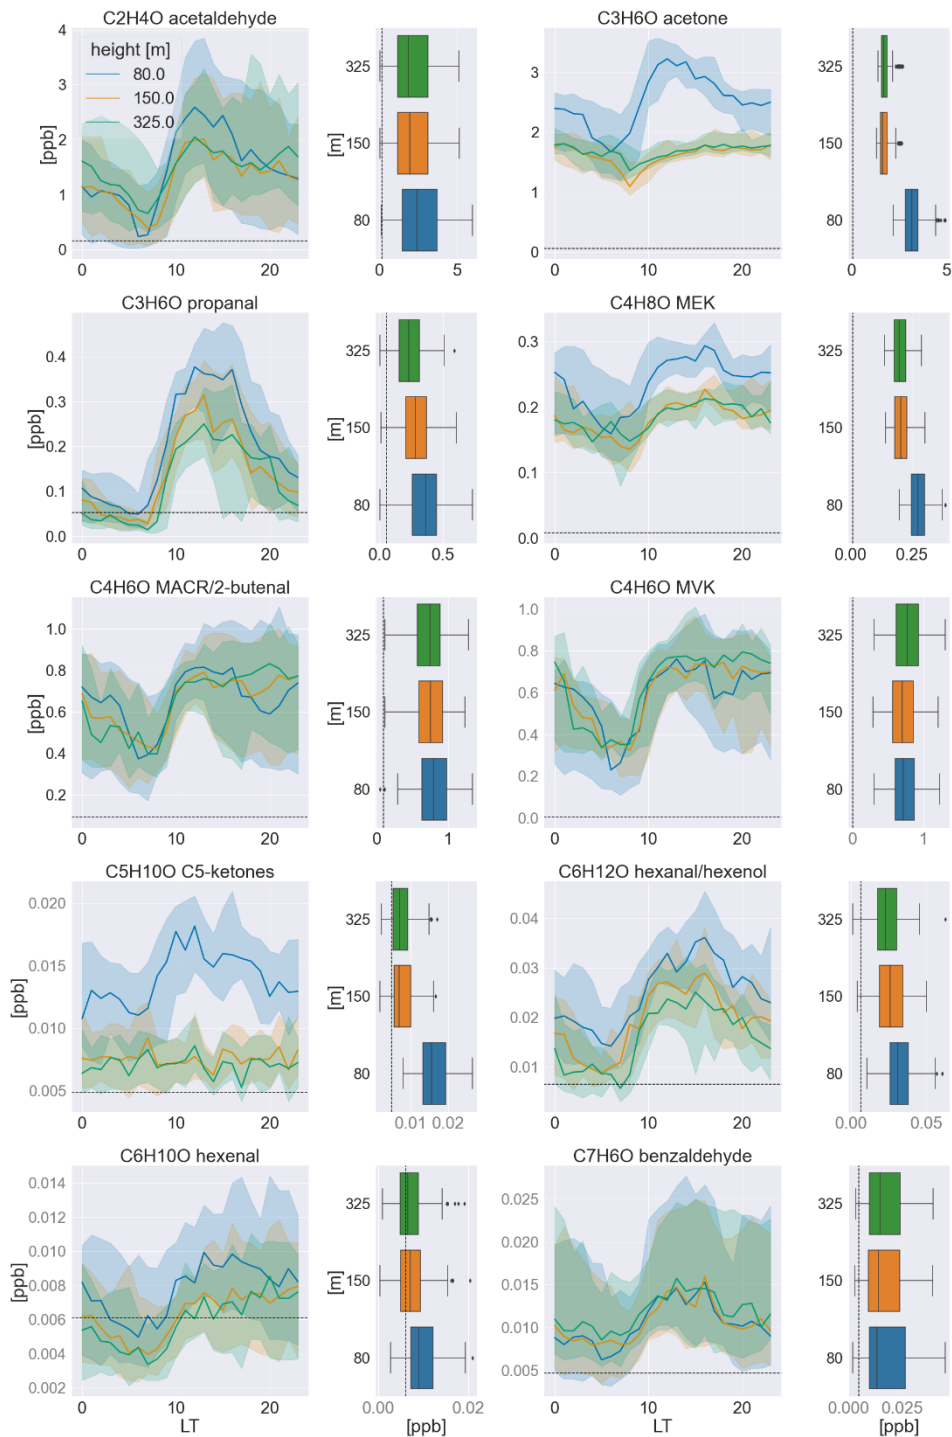 C2H4O acetaldehyde
C3H6O acetone
height [m]
80.0
150.0
325.0
4
3
2
1
0
[ppb]
0 10 20
325
150
80
[m]
0 5
3
2
1
0
0 10 20
325
150
80
0 5
C3H6O propanal
C4H8O MEK
0.4
0.3
0.2
0.1
0.0
[ppb]
0 10 20
325
150
80
[m]
0.0 0.5
0.3
0.2
0.1
0.0
0 10 20
325
150
80
0.00 0.25
C4H6O MACR/2-butenal
C4H6O MVK
1.0
0.8
0.6
0.4
0.2
[ppb]
0 10 20
325
150
80
[m]
0 1
1.0
0.8
0.6
0.4
0.2
0.0
0 10 20
325
150
80
0 1
C5H10O C5-ketones
C6H12O hexanal/hexenol
0.020
0.015
0.010
0.005
[ppb]
0 10 20
325
150
80
[m]
0.01 0.02
0.04
0.03
0.02
0.01
0 10 20
325
150
80
0.00 0.05
C6H10O hexenal
C7H6O benzaldehyde
0.014
0.012
0.010
0.008
0.006
0.004
0.002
[ppb]
0 10 20
LT
325
150
80
[m]
0.00 0.02
[ppb]
0.025
0.020
0.015
0.010
0.005
0 10 20
LT
325
150
80
0.000 0.025
[ppb]